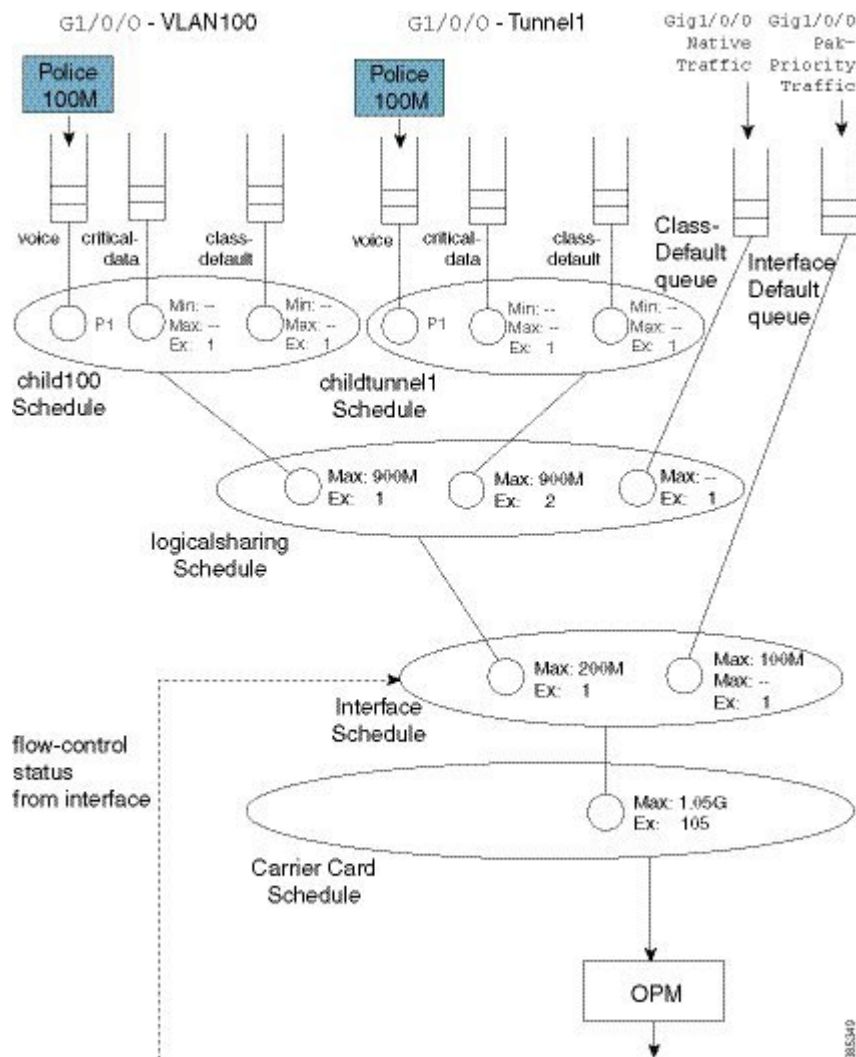 G1/0/0 - VLAN100
G1/0/0 - Tunnel1
Gig1/0/0
Native
Traffic
Gig1/0/0
Pak-
Priority
Traffic
Police
100M
Police
100M
voice
critical-
data
class-
default
voice
critical-
data
class-
default
Class-
Default
queue
Interface
Default
queue
P1
Min: --
Max: --
Ex: 1
Min: --
Max: --
Ex: 1
P1
Min: --
Max: --
Ex: 1
Min: --
Max: --
Ex: 1
child100
Schedule
childtunnel1
Schedule
Max: 900M
Ex: 1
Max: 900M
Ex: 2
Max: --
Ex: 1
logicalsharing
Schedule
Max: 200M
Ex: 1
Max: 100M
Max: --
Ex: 1
Interface
Schedule
flow-control
status
from interface
Max: 1.05G
Ex: 105
Carrier Card
Schedule
OPM